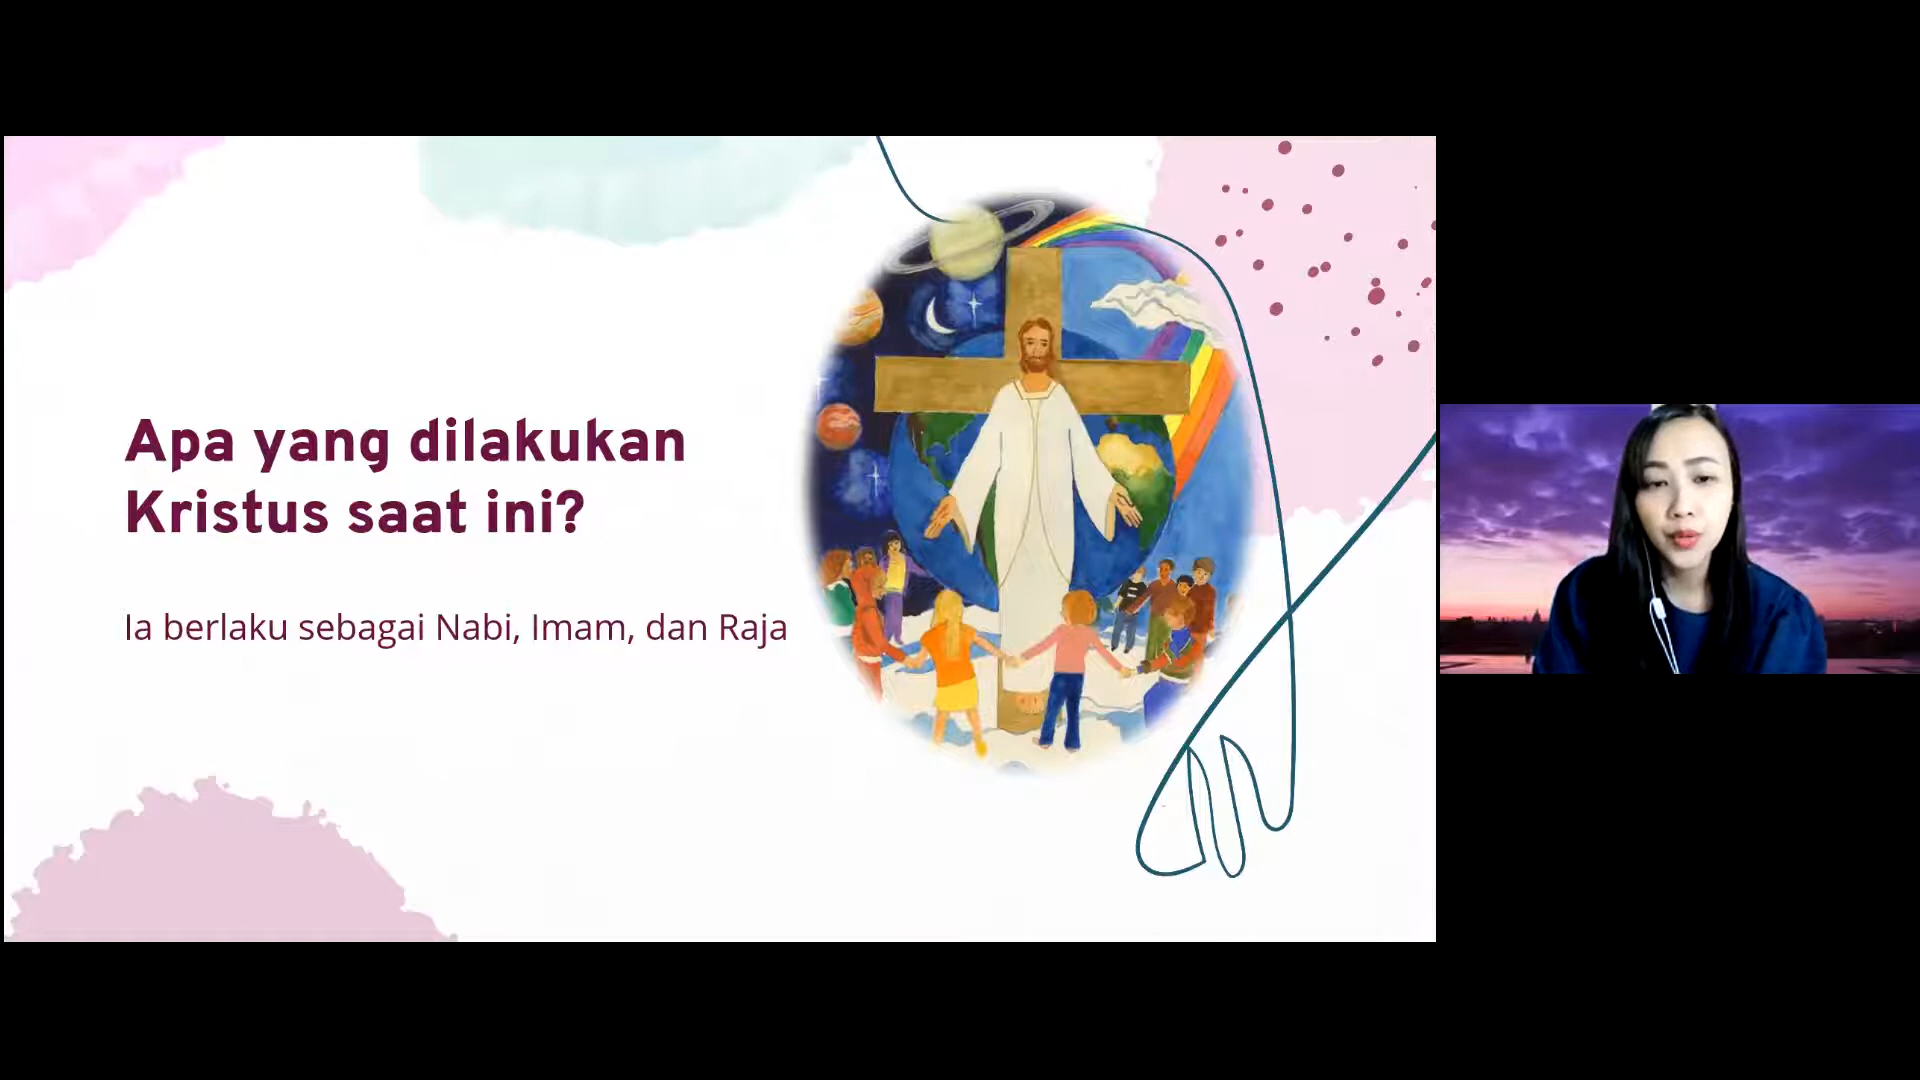 Apa yang dilakukan
Kristus saat ini?
Ia berlaku sebagai Nabi, Imam, dan Raja